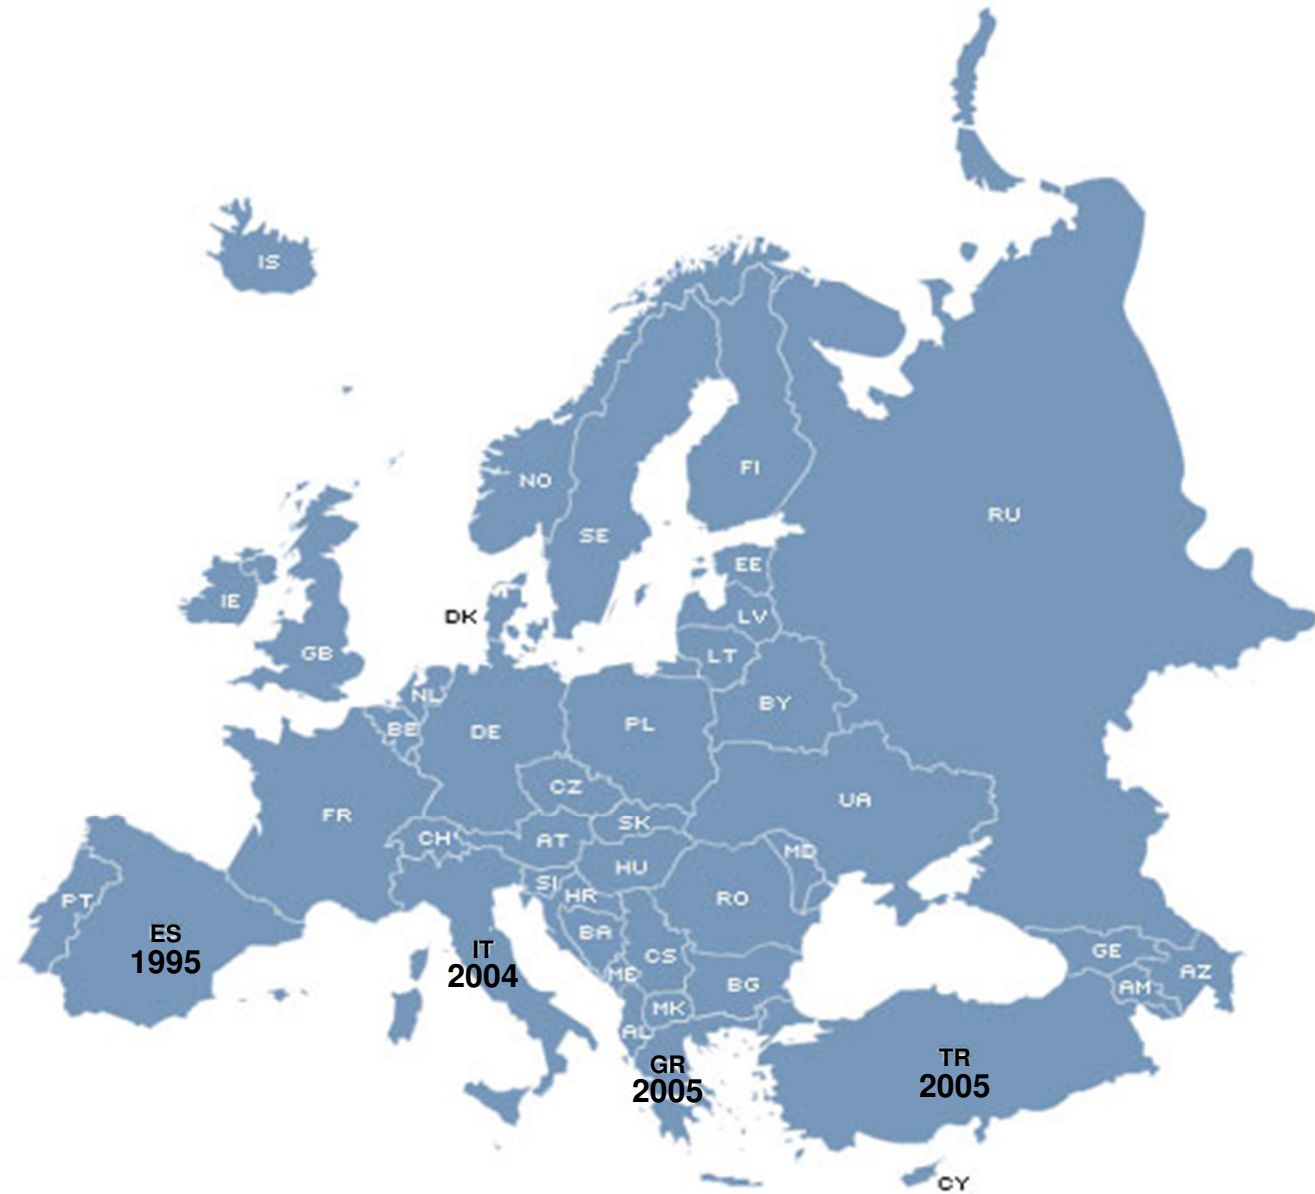 IS
NO
FI
RU
SE
EE
IE
DK
LV
GB
LT
NL
BY
BE
DE
PL
CZ
UA
FR
SK
CH
AT
MD
HU
SI
HR
RO
PT
BA
ES
1995
IT
2004
CS
GE
ME
AZ
BG
AM
MK
AL
GR
2005
TR
2005
CY